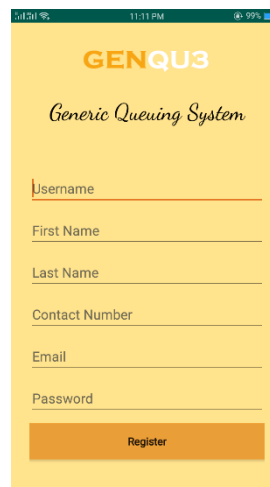 11:11 PM
99%
GENQU3
Generic Queuing System
Username
First Name
Last Name
Contact Number
Email
Password
Register